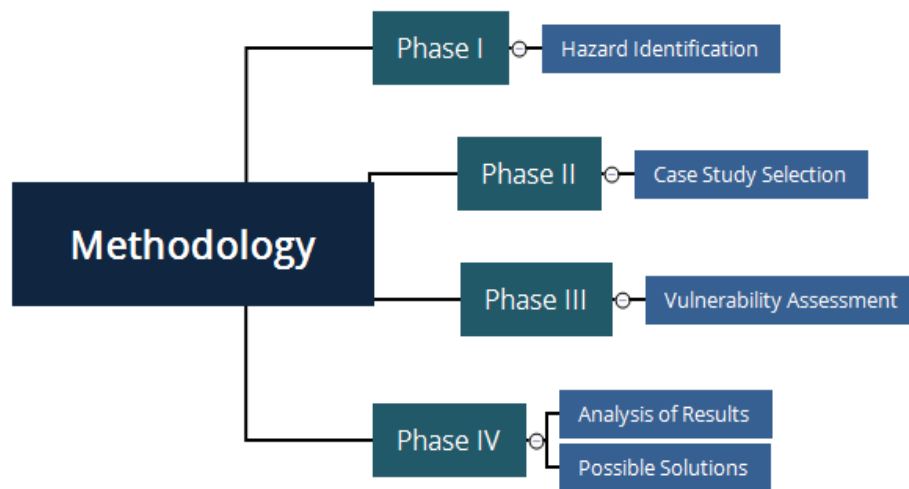 Methodology
Phase I
Hazard Identification
Phase II
Case Study Selection
Phase III
Vulnerability Assessment
Phase IV
Analysis of Results
Possible Solutions